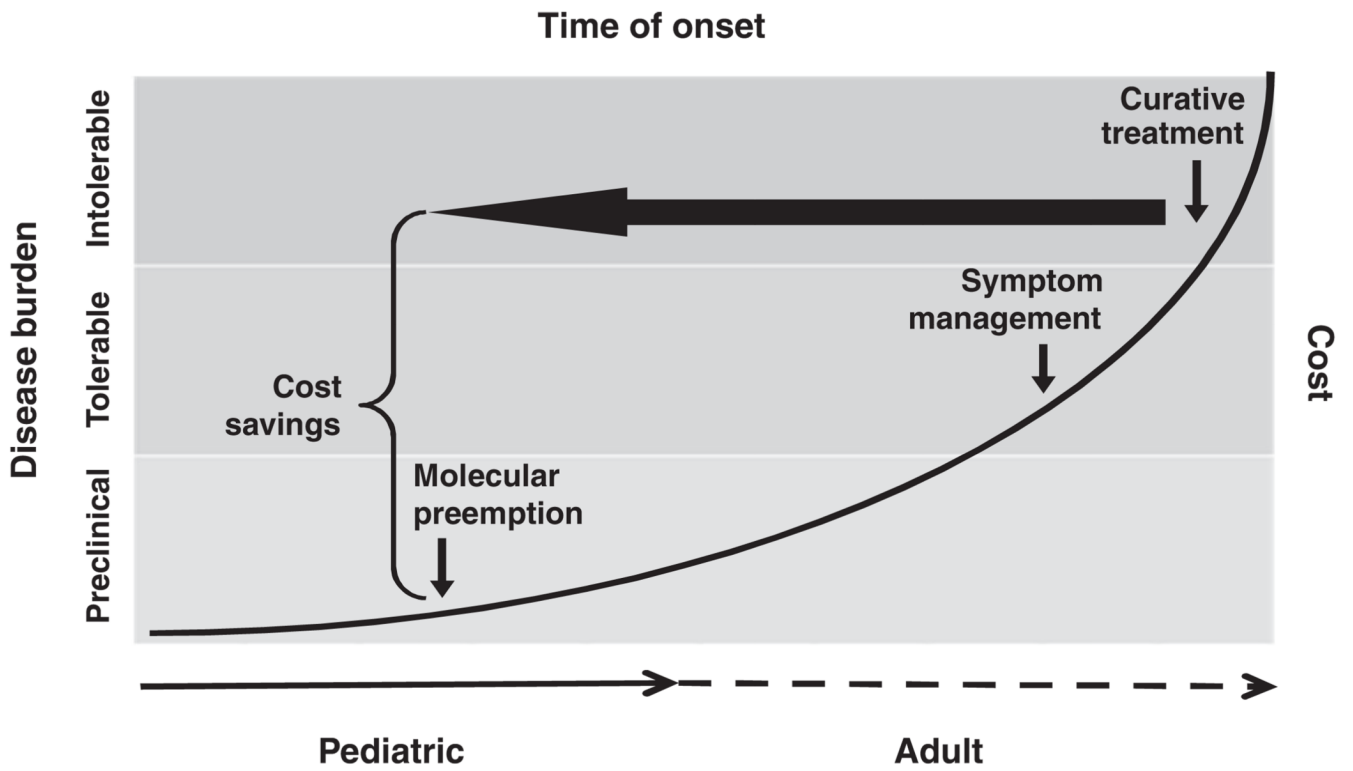 Time of onset
Curative
treatment
Symptom
management
Cost
savings
Molecular
preemption
Disease burden
Intolerable
Tolerable
Preclinical
Cost
Pediatric
Adult